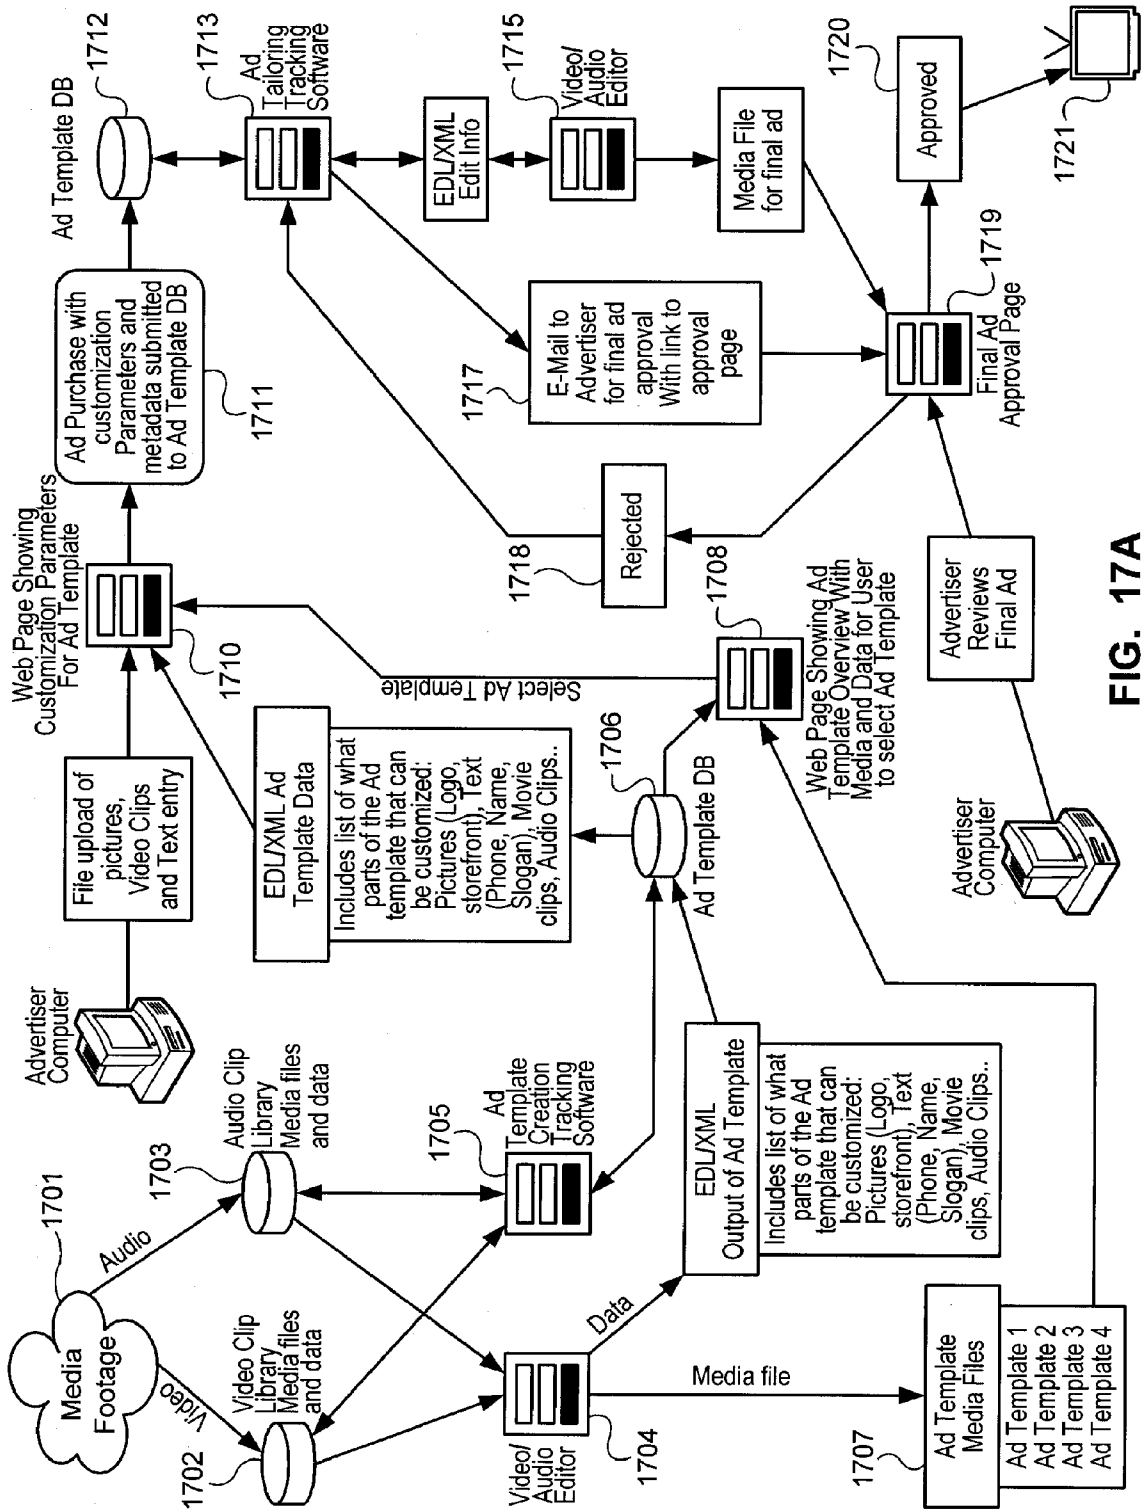 Media
Footage
1701
Audio
Video
1702
Video Clip
Library
Media files
and data
1703
Audio Clip
Library
Media files
and data
Video/
Audio
Editor
1704
Data
Media file
1705
Ad
Template
Creation
Tracking
Software
EDL/XML
Output of Ad Template
Includes list of what
parts of the Ad
template that can
be customized:
Pictures (Logo,
storefront), Text
(Phone, Name,
Slogan), Movie
clips, Audio Clips..
1707
Ad Template
Media Files
Ad Template 1
Ad Template 2
Ad Template 3
Ad Template 4
Advertiser
Computer
File upload of
pictures,
Video Clips
and Text entry
EDL/XML Ad
Template Data
Includes list of what
parts of the Ad
template that can
be customized:
Pictures (Logo,
storefront), Text
(Phone, Name,
Slogan), Movie
clips, Audio Clips..
1706
Ad Template DB
Web Page Showing
Customization Parameters
For Ad Template
1710
Select Ad Template
1708
Web Page Showing Ad
Template Overview With
Media and Data for User
to select Ad Template
Ad Purchase with
customization
Parameters and
metadata submitted
to Ad Template DB
1711
Ad Template DB
1712
1713
Ad
Tailoring
Tracking
Software
EDL/XML
Edit Info
1715
Video/
Audio
Editor
Media File
for final ad
1717
E-Mail to
Advertiser
for final ad
approval
With link to
approval
page
1718
Rejected
Advertiser
Computer
Advertiser
Reviews
Final Ad
1719
Final Ad
Approval Page
1720
Approved
1721
FIG. 17A